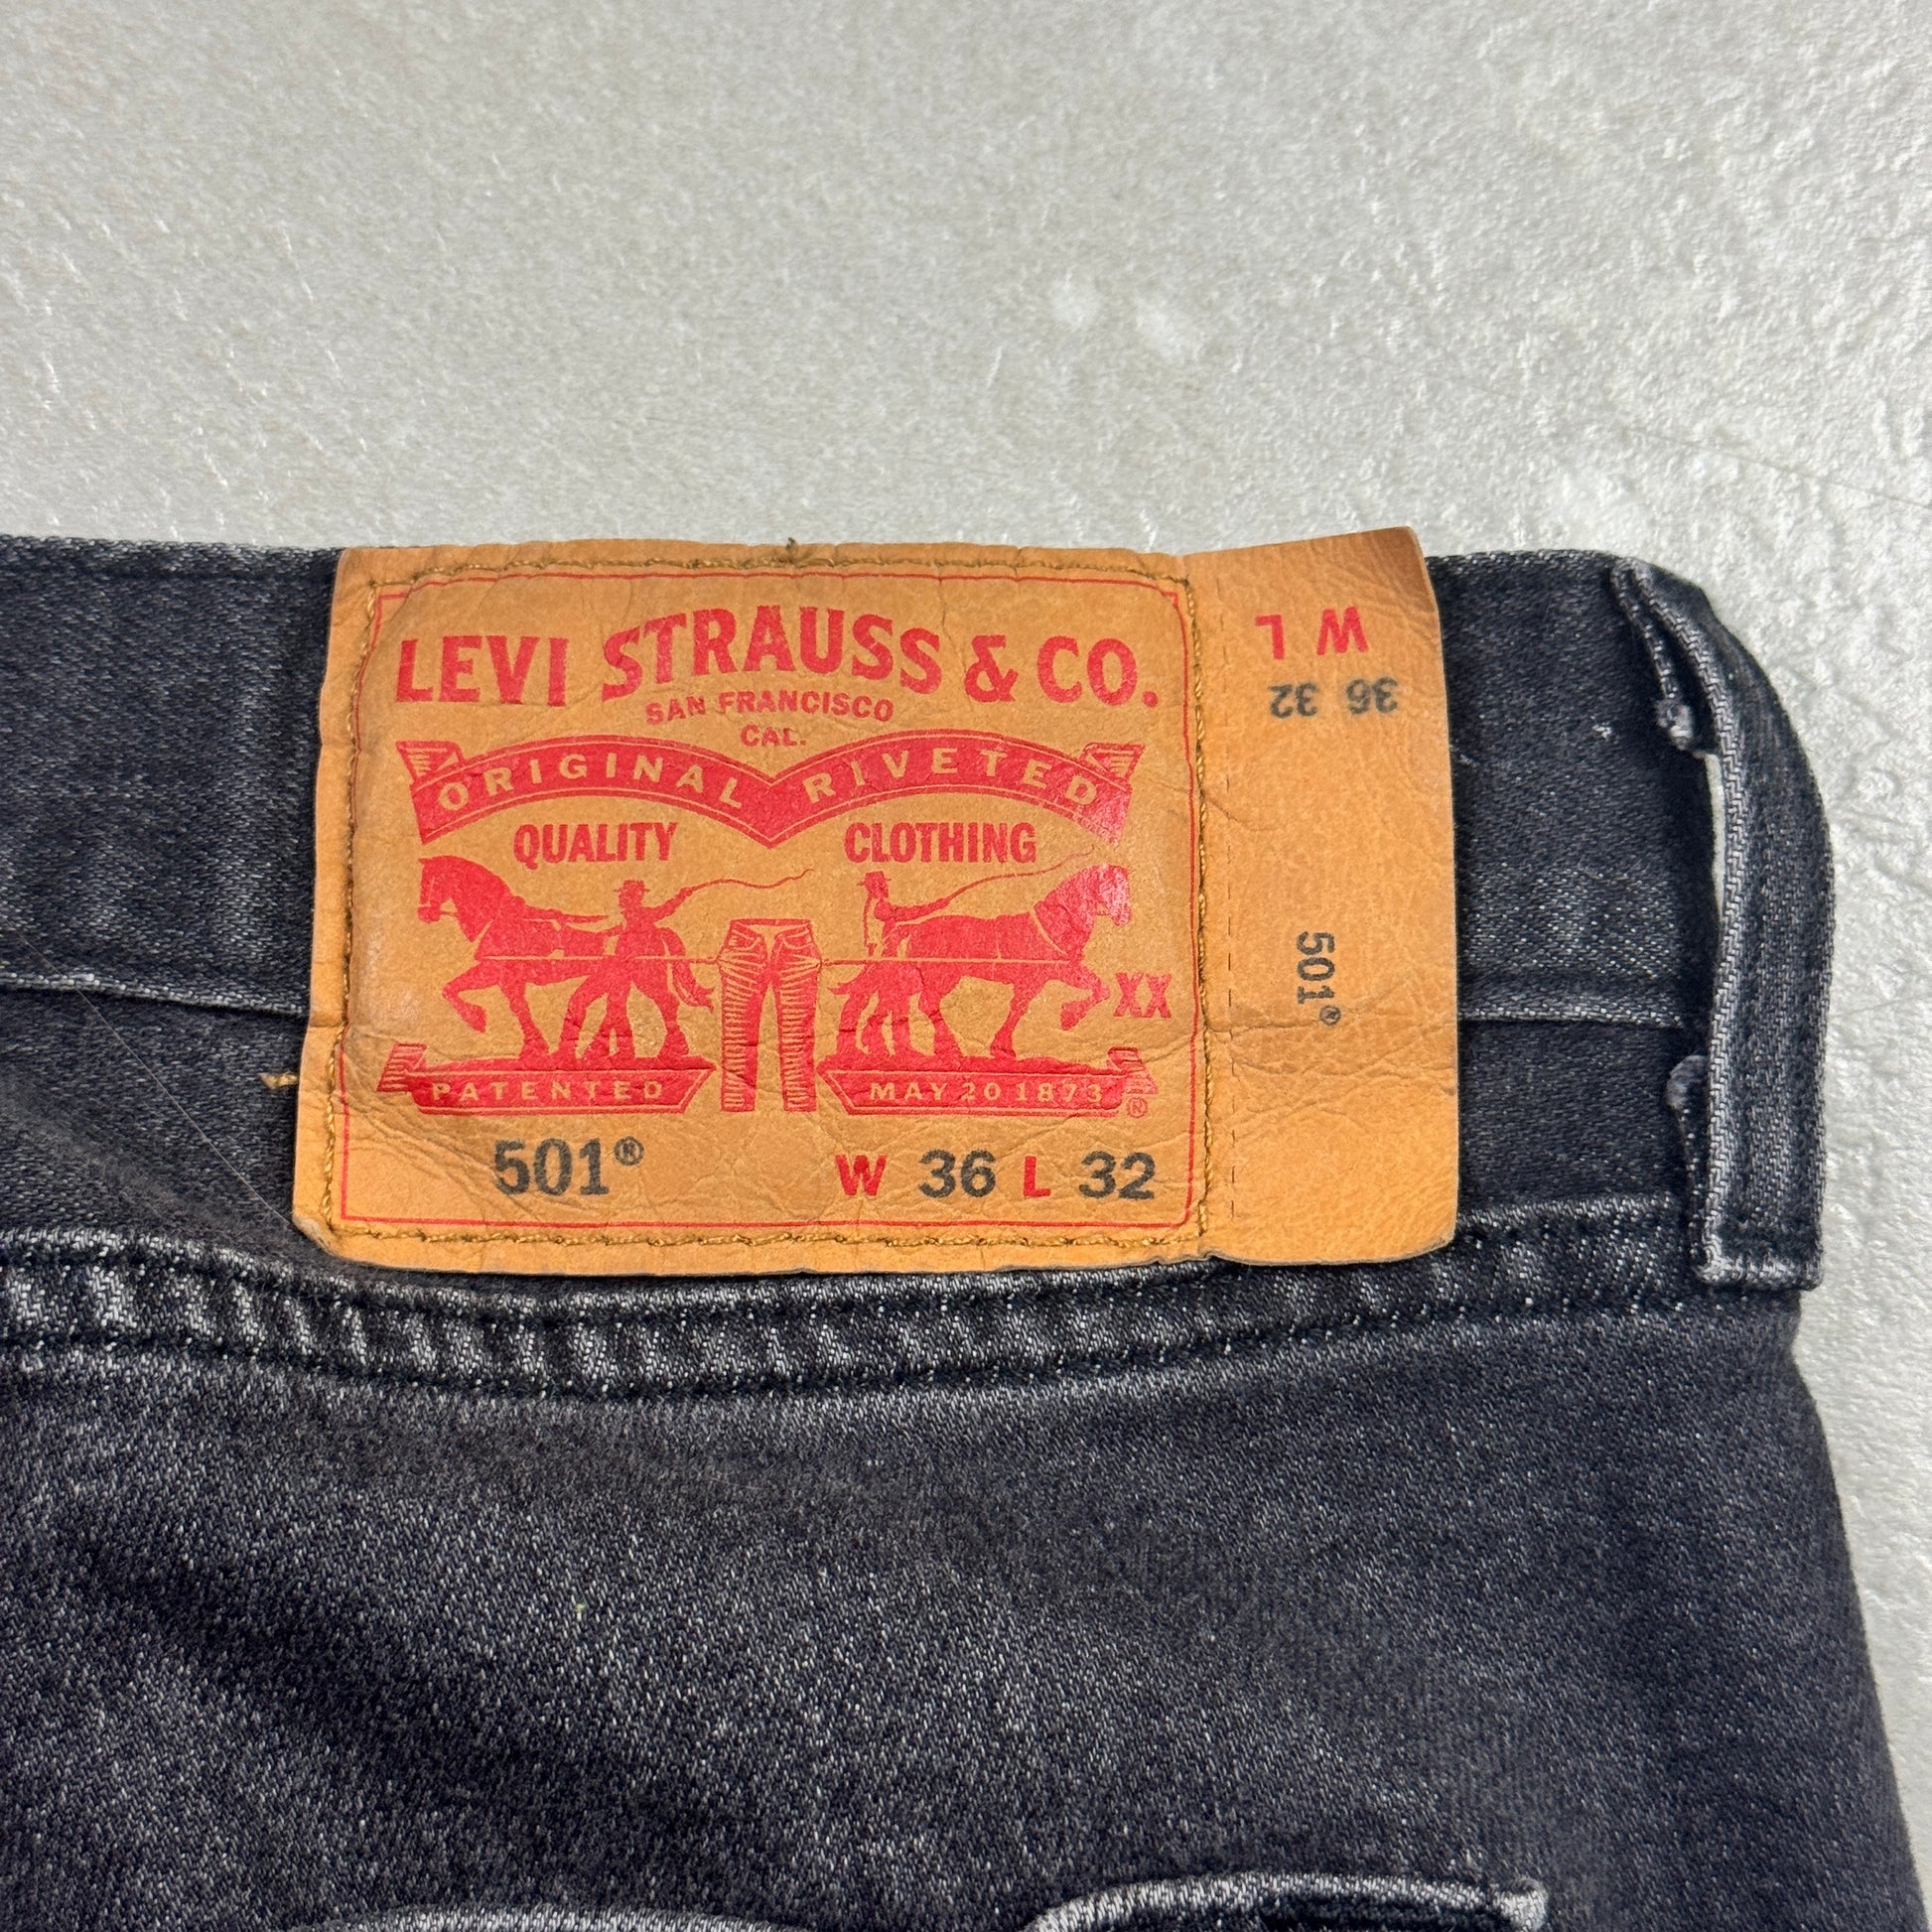 LEVI STRAUSS & CO.
SAN FRANCISCO
CAL.
ORIGINAL RIVETED
QUALITY CLOTHING
XX
PATENTED MAY 20 1873 ®
501® W 36 L 32
W L
36 32
501®